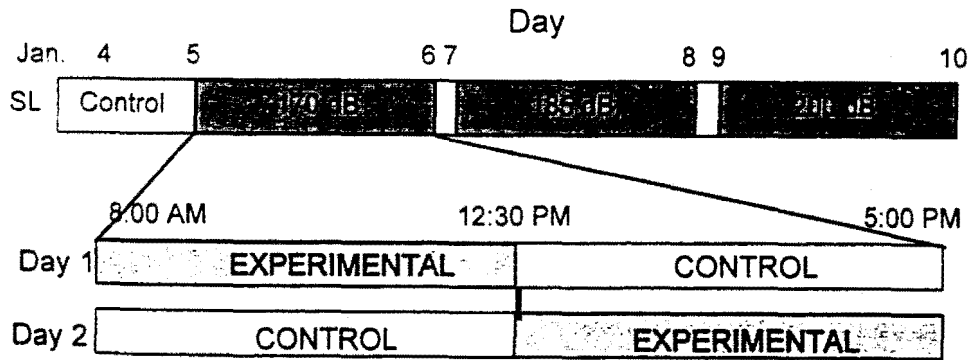 Day
Jan. 4 5 6 7 8 9 10
SL Control 170 dB 185 dB 200 dB
8:00 AM 12:30 PM 5:00 PM
Day 1 EXPERIMENTAL CONTROL
Day 2 CONTROL EXPERIMENTAL